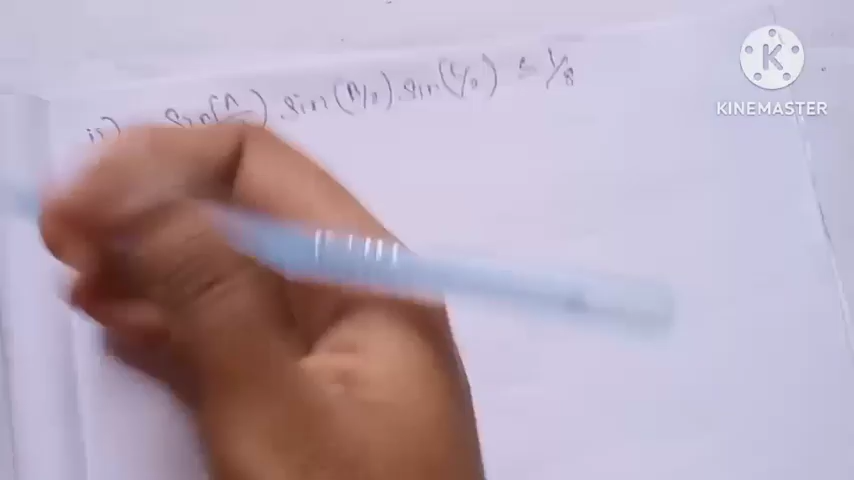 ii) sin(A/2) sin(B/2) sin(C/2) ≤ 1/8
K
KINEMASTER